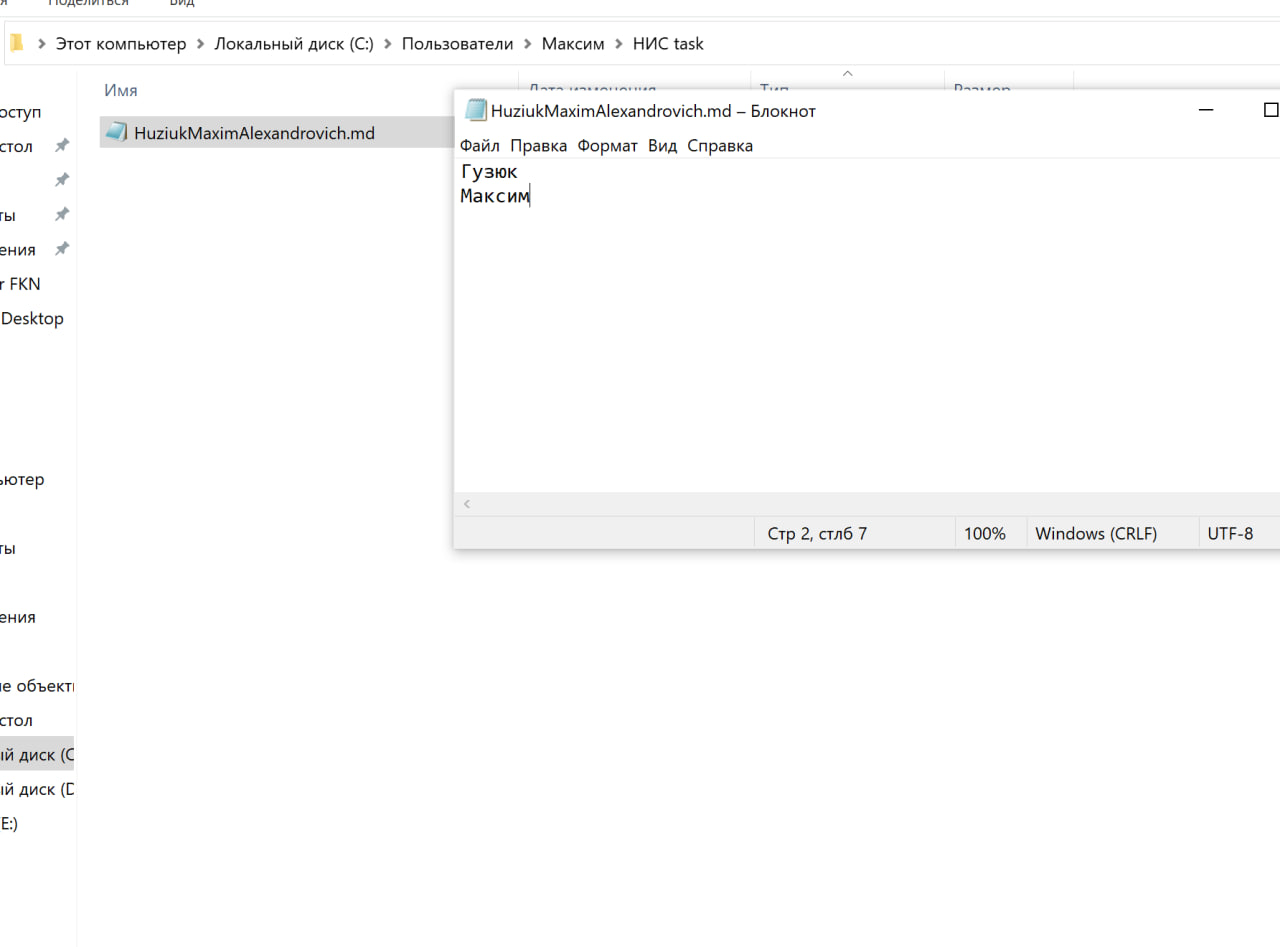 Поделиться
Вид
Этот компьютер > Локальный диск (C:) > Пользователи > Максим > НИС task
Имя
Дата изменения
Тип
Размер
HuziukMaximAlexandrovich.md
HuziukMaximAlexandrovich.md – Блокнот
Файл Правка Формат Вид Справка
Гузюк
Максим
Стр 2, стлб 7
100%
Windows (CRLF)
UTF-8
оступ
стол
ты
ения
r FKN
Desktop
ьютер
ты
ения
ые объект
стол
ый диск (C
ый диск (D
E:)